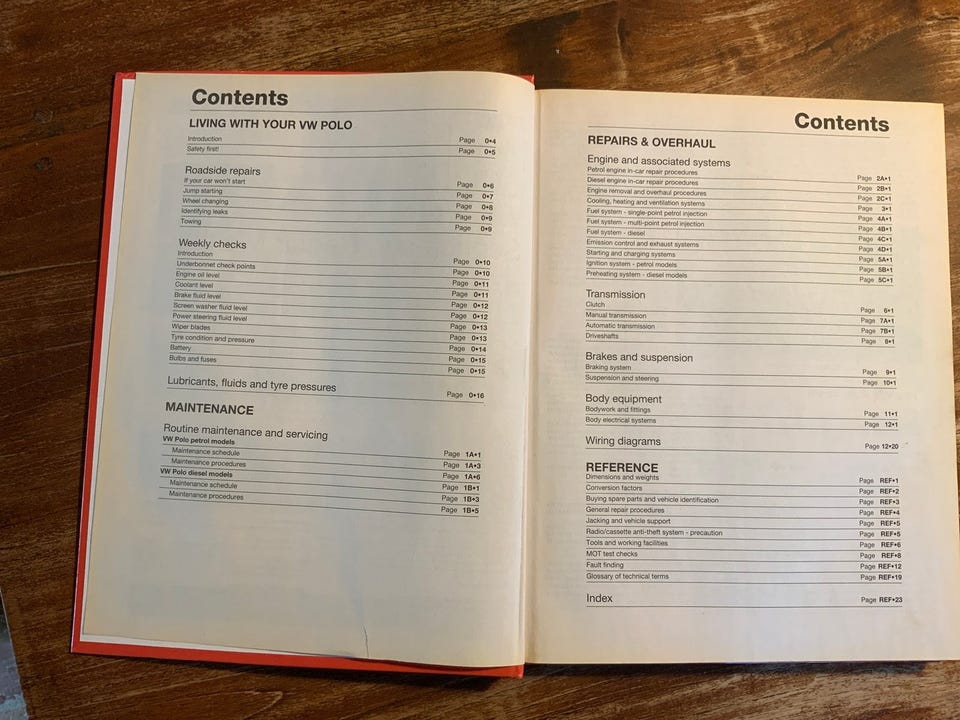 Contents
LIVING WITH YOUR VW POLO
Introduction Page 0•4
Safety first! Page 0•5
Roadside repairs
If your car won't start Page 0•6
Jump starting Page 0•7
Wheel changing Page 0•8
Identifying leaks Page 0•9
Towing Page 0•9
Weekly checks
Introduction Page 0•10
Underbonnet check points Page 0•10
Engine oil level Page 0•11
Coolant level Page 0•11
Brake fluid level Page 0•12
Screen washer fluid level Page 0•12
Power steering fluid level Page 0•13
Wiper blades Page 0•13
Tyre condition and pressure Page 0•14
Battery Page 0•15
Bulbs and fuses Page 0•15
Lubricants, fluids and tyre pressures Page 0•16
MAINTENANCE
Routine maintenance and servicing
VW Polo petrol models Page 1A•1
Maintenance schedule Page 1A•3
Maintenance procedures Page 1A•6
VW Polo diesel models Page 1B•1
Maintenance schedule Page 1B•3
Maintenance procedures Page 1B•5
Contents
REPAIRS & OVERHAUL
Engine and associated systems
Petrol engine in-car repair procedures Page 2A•1
Diesel engine in-car repair procedures Page 2B•1
Engine removal and overhaul procedures Page 2C•1
Cooling, heating and ventilation systems Page 3•1
Fuel system - single-point petrol injection Page 4A•1
Fuel system - multi-point petrol injection Page 4B•1
Fuel system - diesel Page 4C•1
Emission control and exhaust systems Page 4D•1
Starting and charging systems Page 5A•1
Ignition system - petrol models Page 5B•1
Preheating system - diesel models Page 5C•1
Transmission
Clutch Page 6•1
Manual transmission Page 7A•1
Automatic transmission Page 7B•1
Driveshafts Page 8•1
Brakes and suspension
Braking system Page 9•1
Suspension and steering Page 10•1
Body equipment
Bodywork and fittings Page 11•1
Body electrical systems Page 12•1
Wiring diagrams Page 12•20
REFERENCE
Dimensions and weights Page REF•1
Conversion factors Page REF•2
Buying spare parts and vehicle identification Page REF•3
General repair procedures Page REF•4
Jacking and vehicle support Page REF•5
Radio/cassette anti-theft system - precaution Page REF•5
Tools and working facilities Page REF•6
MOT test checks Page REF•8
Fault finding Page REF•12
Glossary of technical terms Page REF•19
Index Page REF•23